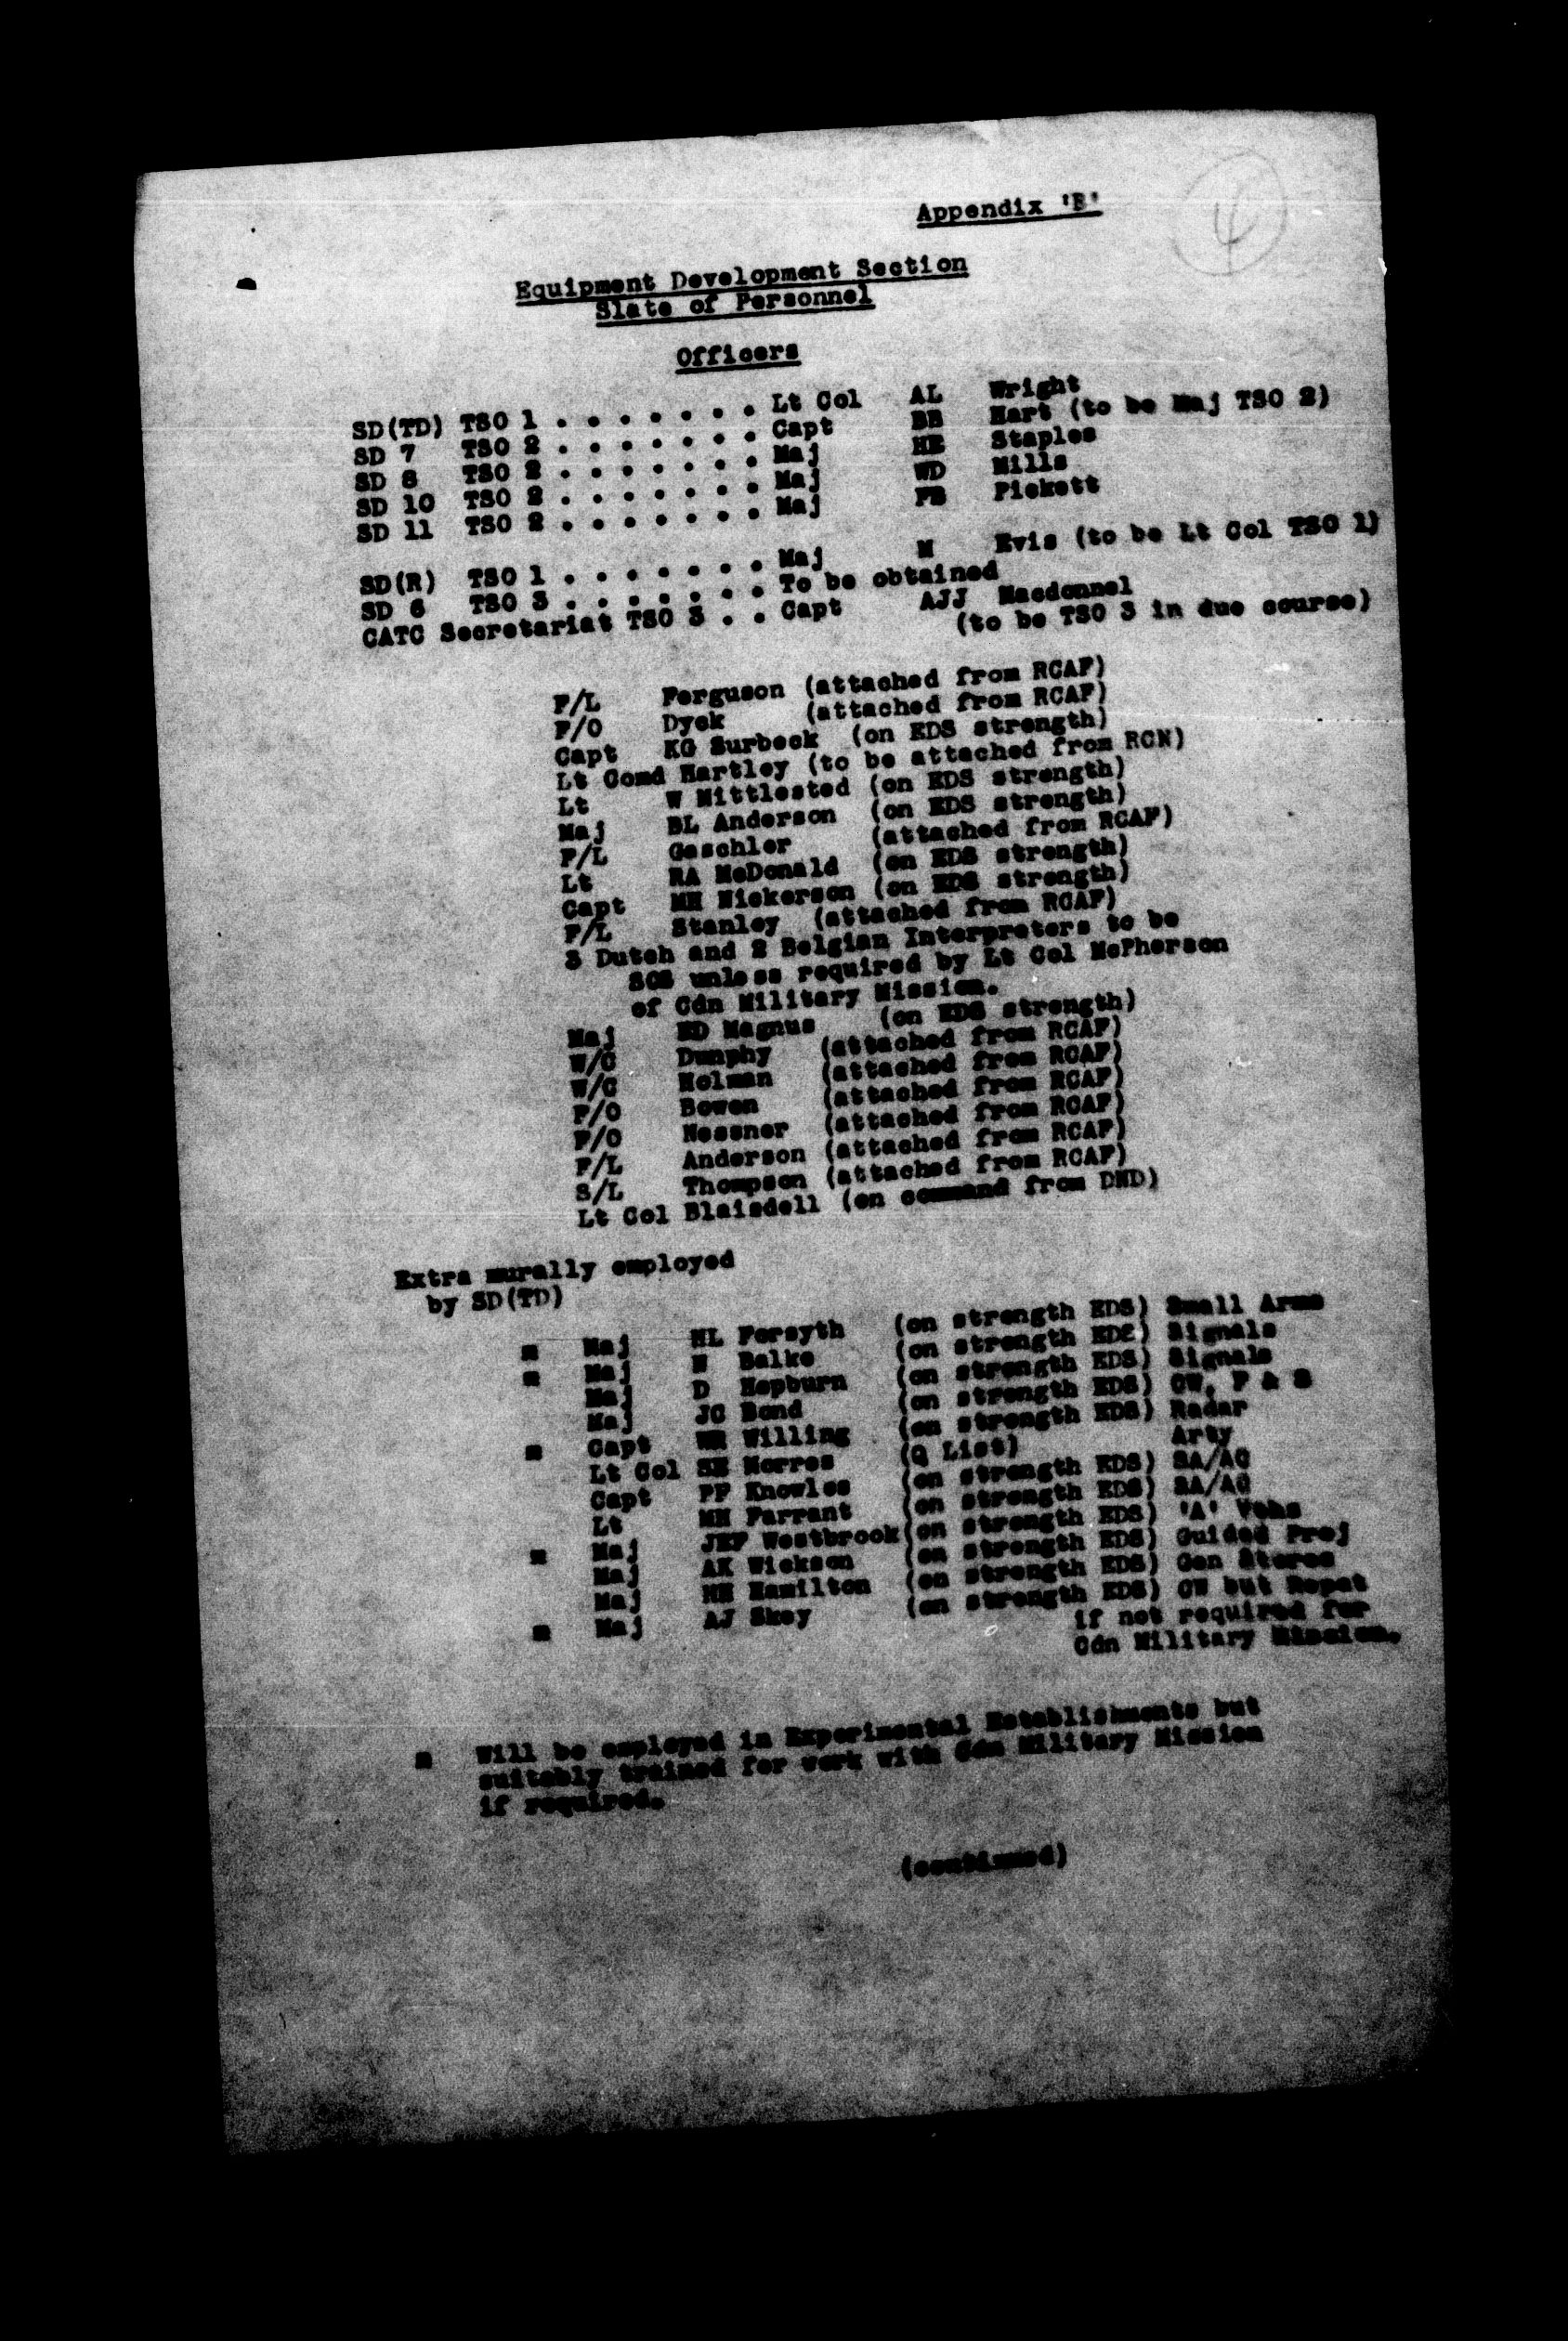 Appendix 'B'
Equipment Development Section
Slate of Personnel
Officers
SD(TD) TSO 1 . . . . . . . Lt Col AL Wright
SD 7 TSO 2 . . . . . . . Capt BB Hart (to be Maj TSO 2)
SD 8 TSO 2 . . . . . . . Maj HE Staples
SD 10 TSO 2 . . . . . . . Maj WD Mills
SD 11 TSO 2 . . . . . . . Maj FB Pickett
SD(R) TSO 1 . . . . . . . Maj M Evis (to be Lt Col TSO 1)
SD 6 TSO 3 . . . . . . . To be obtained
CATC Secretariat TSO 3 . . Capt AJJ Macdonnel
(to be TSO 3 in due course)
F/L Ferguson (attached from RCAF)
F/O Dyck (attached from RCAF)
Capt KG Surbeck (on EDS strength)
Lt Comd Hartley (to be attached from RCN)
Lt W Mittlested (on EDS strength)
Maj BL Anderson (on EDS strength)
F/L Gaschler (attached from RCAF)
Lt RA McDonald (on EDS strength)
Capt MH Nickerson (on EDS strength)
F/L Stanley (attached from RCAF)
3 Dutch and 2 Belgian Interpreters to be
SOS unless required by Lt Col McPherson
of Cdn Military Mission.
Maj ED Magnus (on EDS strength)
W/C Dunphy (attached from RCAF)
W/C Holman (attached from RCAF)
F/O Bowen (attached from RCAF)
F/O Nessner (attached from RCAF)
F/L Anderson (attached from RCAF)
S/L Thompson (attached from RCAF)
Lt Col Blaisdell (on command from DND)
Extra murally employed
by SD(TD)
x Maj HL Forsyth (on strength EDS) Small Arms
x Maj W Balke (on strength EDS) Signals
Maj D Hepburn (on strength EDS) Signals
Maj JC Bond (on strength EDS) CW, F & S
x Capt WR Willing (on strength EDS) Radar
Lt Col SE Morres (Q List) Arty
Capt PP Knowles (on strength EDS) SA/AC
Lt MH Farrant (on strength EDS) SA/AC
x Maj JEF Westbrook (on strength EDS) 'A' Vehs
Maj AK Wickson (on strength EDS) Guided Proj
Maj NH Hamilton (on strength EDS) Gen Stores
x Maj AJ Skey (on strength EDS) CW but Repat
if not required for
Cdn Military Mission.
x Will be employed in Experimental Establishments but
suitably trained for work with Cdn Military Mission
if required.
(continued)